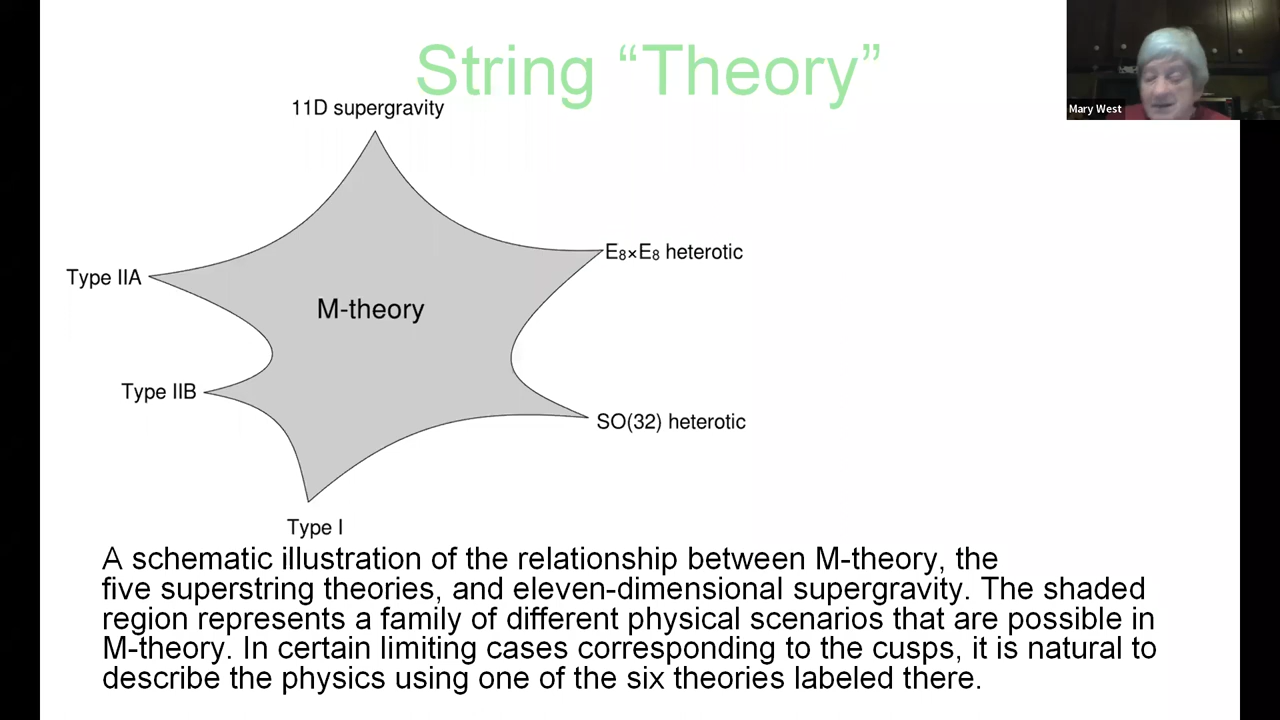 String “Theory”
Mary West
11D supergravity
E₈×E₈ heterotic
Type IIA
M-theory
Type IIB
SO(32) heterotic
Type I
A schematic illustration of the relationship between M-theory, the
five superstring theories, and eleven-dimensional supergravity. The shaded
region represents a family of different physical scenarios that are possible in
M-theory. In certain limiting cases corresponding to the cusps, it is natural to
describe the physics using one of the six theories labeled there.